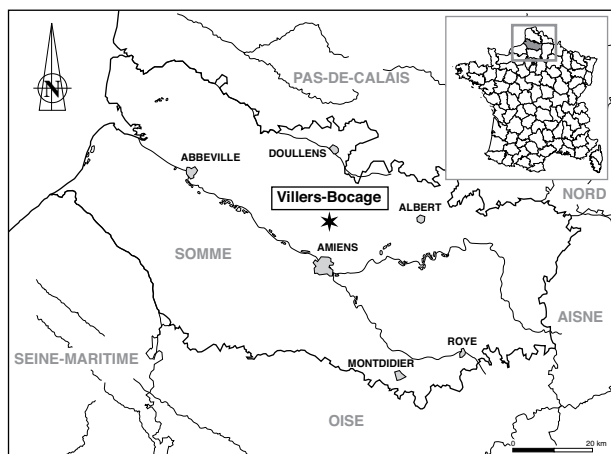 N
PAS-DE-CALAIS
DOULLENS
ABBEVILLE
Villers-Bocage
NORD
ALBERT
SOMME
AMIENS
AISNE
SEINE-MARITIME
ROYE
MONTDIDIER
OISE
0 20 km